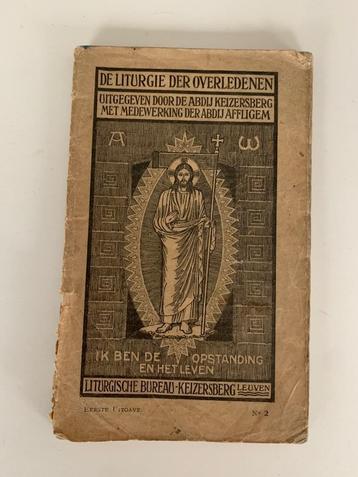 DE LITURGIE DER OVERLEDENEN
UITGEGEVEN DOOR DE ABDIJ KEIZERSBERG
MET MEDEWERKING DER ABDIJ AFFLIGEM
A ω
IK BEN DE OPSTANDING
EN HET LEVEN
LITURGISCHE BUREAU-KEIZERSBERG LEUVEN
EERSTE UITGAVE. Nr 2